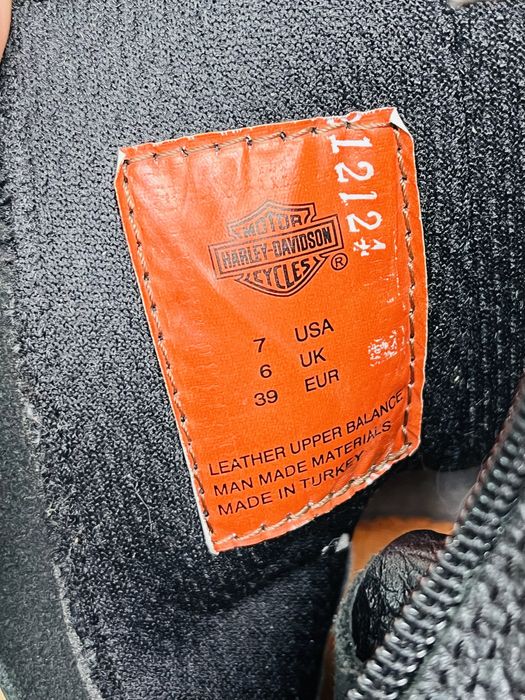 MOTOR
HARLEY-DAVIDSON
CYCLES
®
7 USA
6 UK
39 EUR
LEATHER UPPER BALANCE
MAN MADE MATERIALS
MADE IN TURKEY